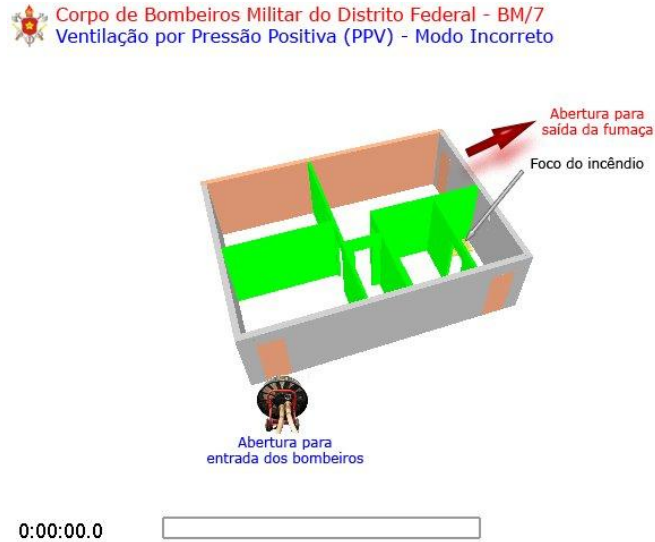 Corpo de Bombeiros Militar do Distrito Federal - BM/7
Ventilação por Pressão Positiva (PPV) - Modo Incorreto
Abertura para
saída da fumaça
Foco do incêndio
Abertura para
entrada dos bombeiros
0:00:00.0